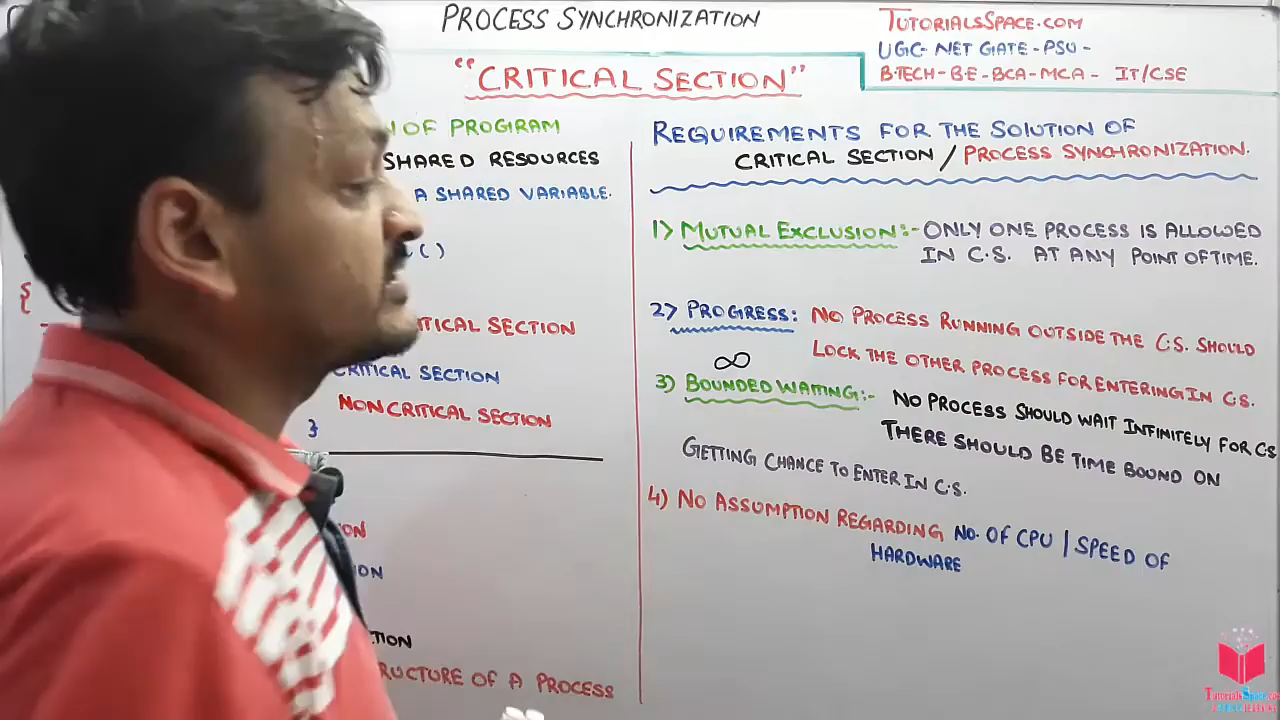 PROCESS SYNCHRONIZATION
TUTORIALSSPACE.COM
UGC-NET GATE-PSU-
B.TECH-B.E-BCA-MCA- IT/CSE
"CRITICAL SECTION"
N OF PROGRAM
SHARED RESOURCES
A SHARED VARIABLE.
( )
{
TICAL SECTION
CRITICAL SECTION
NON CRITICAL SECTION
}
ION
ION
TION
RUCTURE OF A PROCESS
REQUIREMENTS FOR THE SOLUTION OF
CRITICAL SECTION / PROCESS SYNCHRONIZATION.
1) MUTUAL EXCLUSION:- ONLY ONE PROCESS IS ALLOWED
IN C.S. AT ANY POINT OF TIME.
2) PROGRESS: NO PROCESS RUNNING OUTSIDE THE C.S. SHOULD
LOCK THE OTHER PROCESS FOR ENTERING IN C.S.
∞
3) BOUNDED WAITING:- NO PROCESS SHOULD WAIT INFINITELY FOR CS
THERE SHOULD BE TIME BOUND ON
GETTING CHANCE TO ENTER IN C.S.
4) NO ASSUMPTION REGARDING NO. OF CPU | SPEED OF
HARDWARE
TutorialsSpace.co